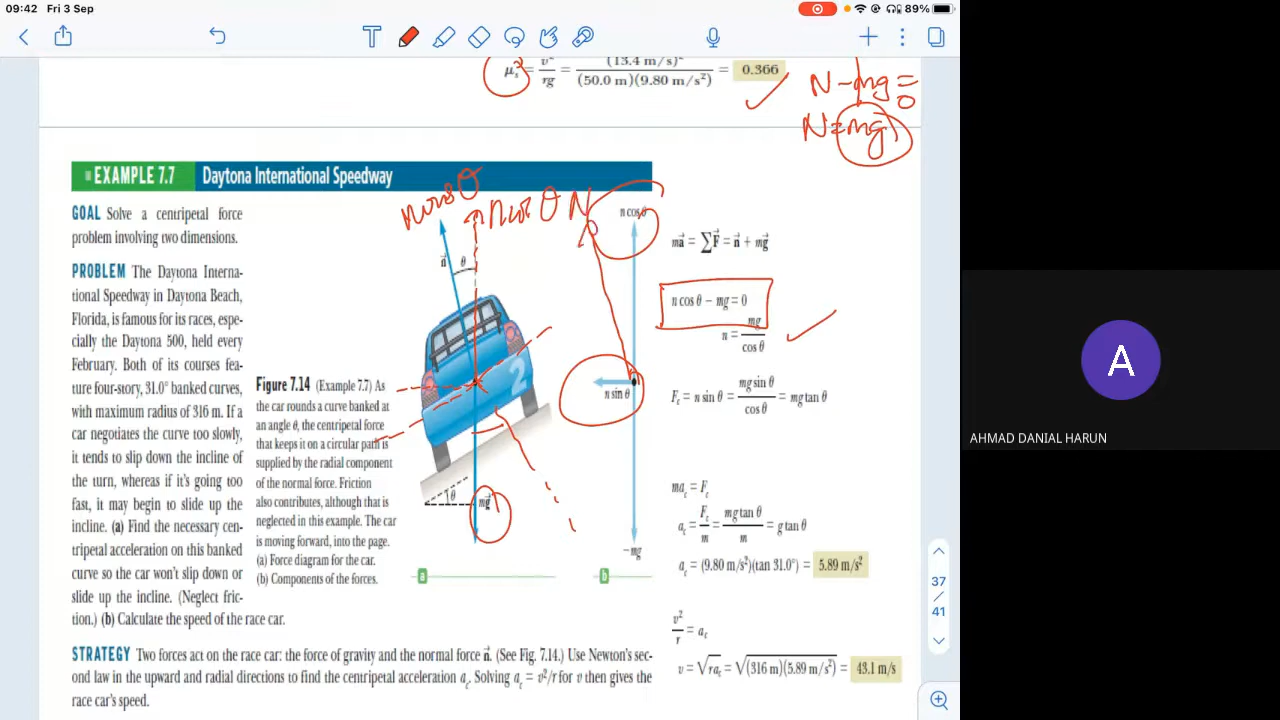 09:42 Fri 3 Sep
89%
T
μs = v² / rg = (13.4 m/s)² / (50.0 m)(9.80 m/s²) = 0.366
N - mg = 0
N = mg
EXAMPLE 7.7 Daytona International Speedway
GOAL Solve a centripetal force
problem involving two dimensions.
PROBLEM The Daytona Interna-
tional Speedway in Daytona Beach,
Florida, is famous for its races, espe-
cially the Daytona 500, held every
February. Both of its courses fea-
ture four-story, 31.0° banked curves,
with maximum radius of 316 m. If a
car negotiates the curve too slowly,
it tends to slip down the incline of
the turn, whereas if it's going too
fast, it may begin to slide up the
incline. (a) Find the necessary cen-
tripetal acceleration on this banked
curve so the car won't slip down or
slide up the incline. (Neglect fric-
tion.) (b) Calculate the speed of the race car.
STRATEGY Two forces act on the race car: the force of gravity and the normal force n⃗. (See Fig. 7.14.) Use Newton's sec-
ond law in the upward and radial directions to find the centripetal acceleration ac. Solving ac = v²/r for v then gives the
race car's speed.
Figure 7.14 (Example 7.7) As
the car rounds a curve banked at
an angle θ, the centripetal force
that keeps it on a circular path is
supplied by the radial component
of the normal force. Friction
also contributes, although that is
neglected in this example. The car
is moving forward, into the page.
(a) Force diagram for the car.
(b) Components of the forces.
n cos θ
n cos θ N
n⃗
θ
2
θ
mg⃗
a
n cos θ
n sin θ
−mg
b
ma⃗ = ∑F⃗ = n⃗ + mg⃗
n cos θ − mg = 0
n = mg / cos θ
Fc = n sin θ = mg sin θ / cos θ = mg tan θ
mac = Fc
ac = Fc / m = mg tan θ / m = g tan θ
ac = (9.80 m/s²)(tan 31.0°) = 5.89 m/s²
v² / r = ac
v = √rac = √(316 m)(5.89 m/s²) = 43.1 m/s
37
/
41
A
AHMAD DANIAL HARUN